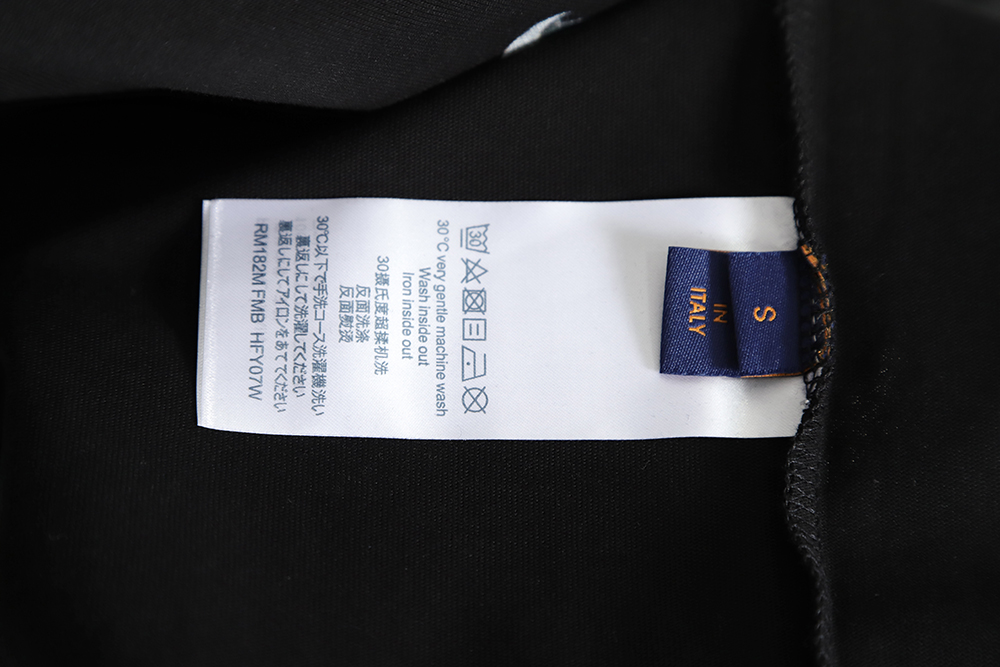 S
IN
ITALY
30
30 °C very gentle machine wash
Wash inside out
Iron inside out
30摄氏度超揉机洗
反面洗涤
反面熨烫
30℃以下で手洗コース洗濯機洗い
裏返しにして洗濯してください
裏返しにしてアイロンをあててください
RM182M FMB HFY07W